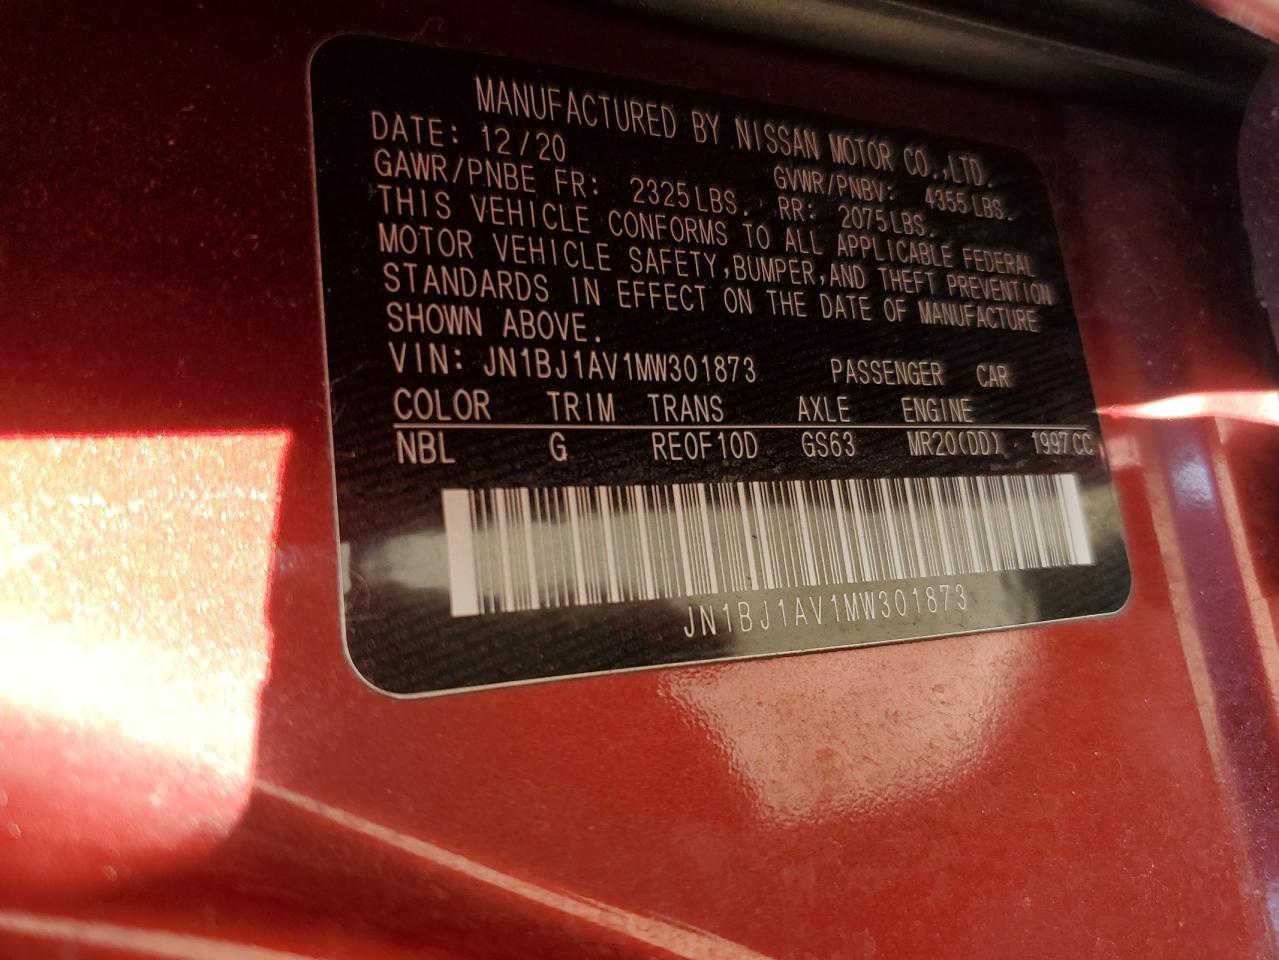 MANUFACTURED BY NISSAN MOTOR CO.,LTD.
DATE: 12/20 GVWR/PNBV: 4355LBS.
GAWR/PNBE FR: 2325LBS. RR: 2075LBS.
THIS VEHICLE CONFORMS TO ALL APPLICABLE FEDERAL
MOTOR VEHICLE SAFETY,BUMPER,AND THEFT PREVENTION
STANDARDS IN EFFECT ON THE DATE OF MANUFACTURE
SHOWN ABOVE.
VIN: JN1BJ1AV1MW301873 PASSENGER CAR
COLOR TRIM TRANS AXLE ENGINE
NBL G RE0F10D GS63 MR20(DD) 1997CC
JN1BJ1AV1MW301873